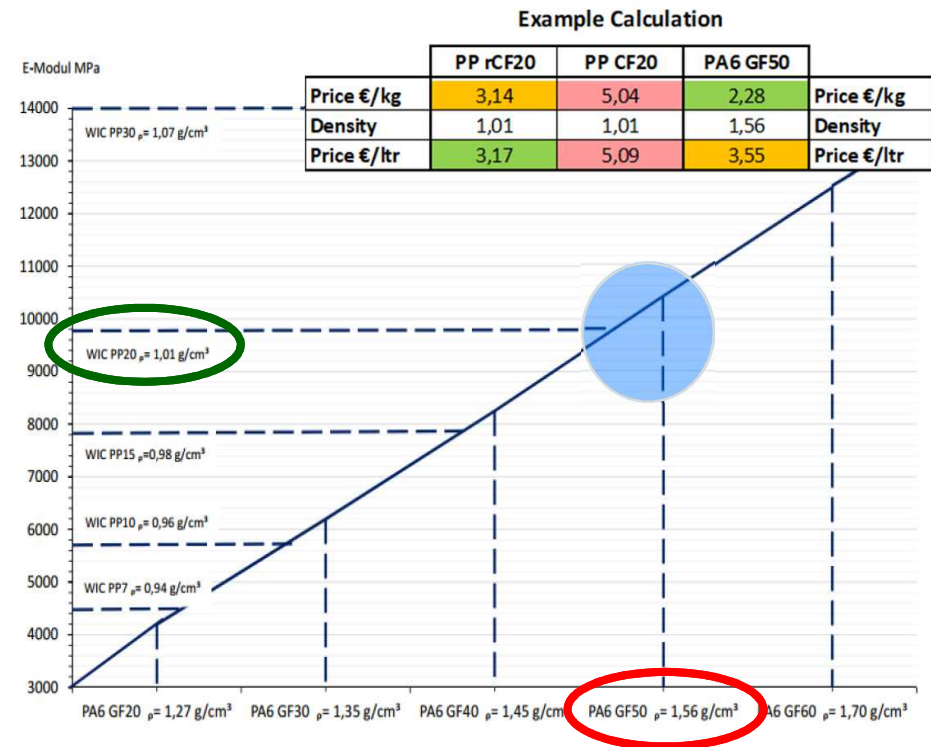 Example Calculation
PP rCF20 PP CF20 PA6 GF50
Price €/kg 3,14 5,04 2,28 Price €/kg
Density 1,01 1,01 1,56 Density
Price €/ltr 3,17 5,09 3,55 Price €/ltr
E-Modul MPa
14000
WIC PP30 ρ= 1,07 g/cm³
13000
12000
11000
10000
WIC PP20 ρ= 1,01 g/cm³
9000
8000
WIC PP15 ρ=0,98 g/cm³
7000
WIC PP10 ρ= 0,96 g/cm³
6000
5000
WIC PP7 ρ= 0,94 g/cm³
4000
3000
PA6 GF20 ρ= 1,27 g/cm³ PA6 GF30 ρ= 1,35 g/cm³ PA6 GF40 ρ= 1,45 g/cm PA6 GF50 ρ= 1,56 g/cm³ A6 GF60 ρ= 1,70 g/cm³